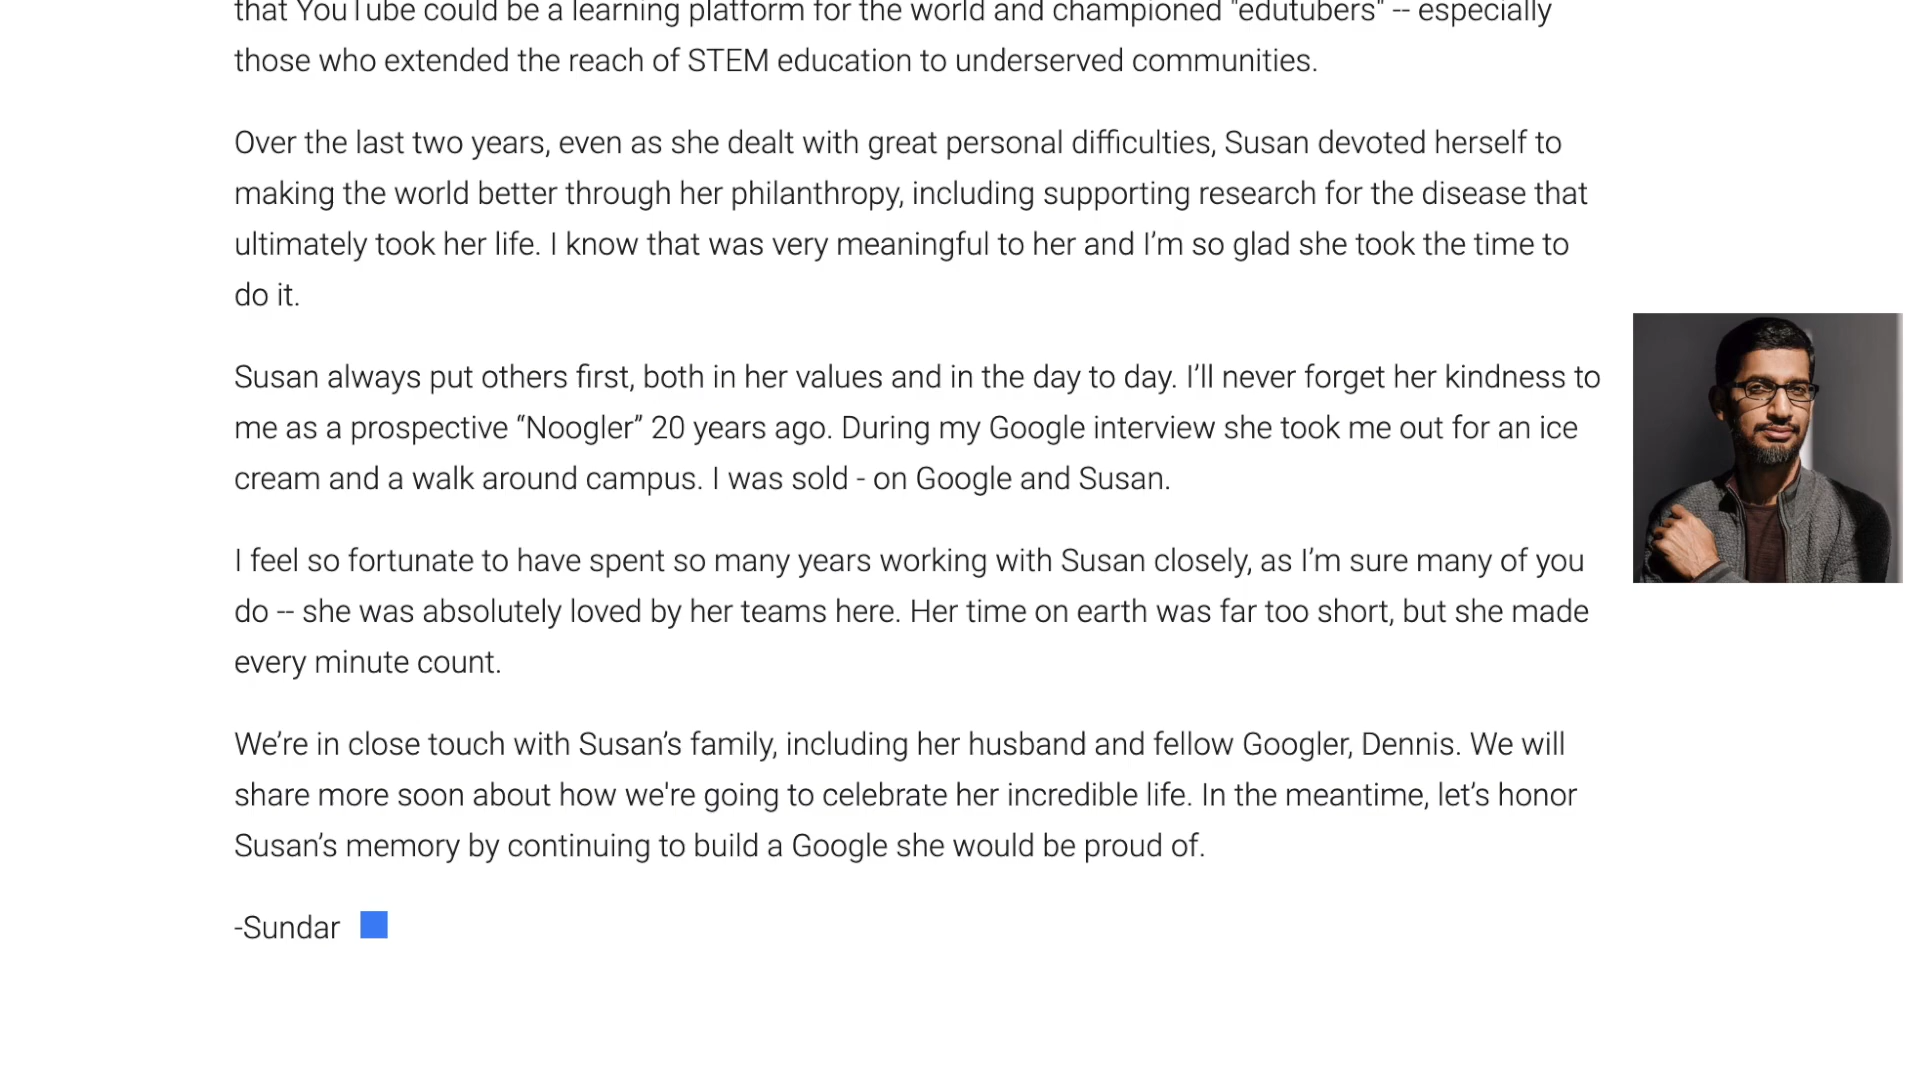 that YouTube could be a learning platform for the world and championed "edutubers" -- especially
those who extended the reach of STEM education to underserved communities.
Over the last two years, even as she dealt with great personal difficulties, Susan devoted herself to
making the world better through her philanthropy, including supporting research for the disease that
ultimately took her life. I know that was very meaningful to her and I’m so glad she took the time to
do it.
Susan always put others first, both in her values and in the day to day. I’ll never forget her kindness to
me as a prospective “Noogler” 20 years ago. During my Google interview she took me out for an ice
cream and a walk around campus. I was sold - on Google and Susan.
I feel so fortunate to have spent so many years working with Susan closely, as I’m sure many of you
do -- she was absolutely loved by her teams here. Her time on earth was far too short, but she made
every minute count.
We’re in close touch with Susan’s family, including her husband and fellow Googler, Dennis. We will
share more soon about how we're going to celebrate her incredible life. In the meantime, let’s honor
Susan’s memory by continuing to build a Google she would be proud of.
-Sundar